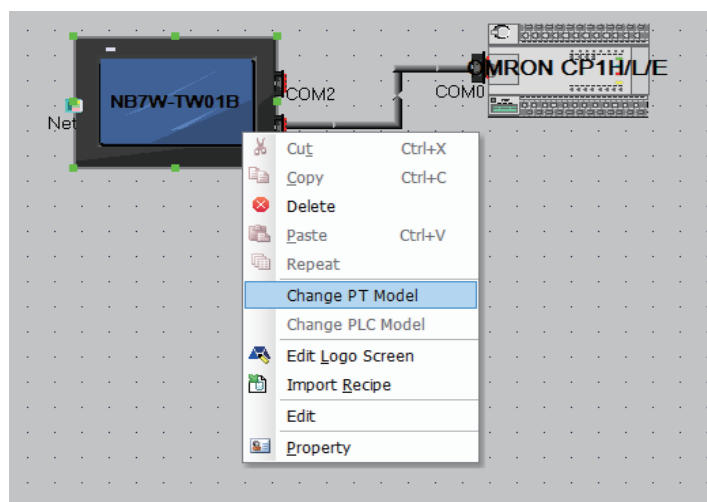 OMRON CP1H/L/E
NB7W-TW01B
COM2
COM0
Net
Cut Ctrl+X
Copy Ctrl+C
Delete
Paste Ctrl+V
Repeat
Change PT Model
Change PLC Model
Edit Logo Screen
Import Recipe
Edit
Property